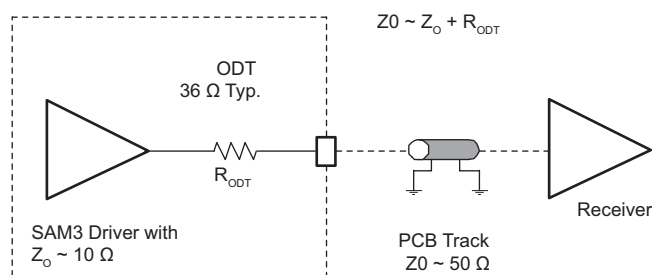 Z0 ~ Z_O + R_ODT
ODT
36 Ω Typ.
R_ODT
SAM3 Driver with
Z_O ~ 10 Ω
PCB Track
Z0 ~ 50 Ω
Receiver